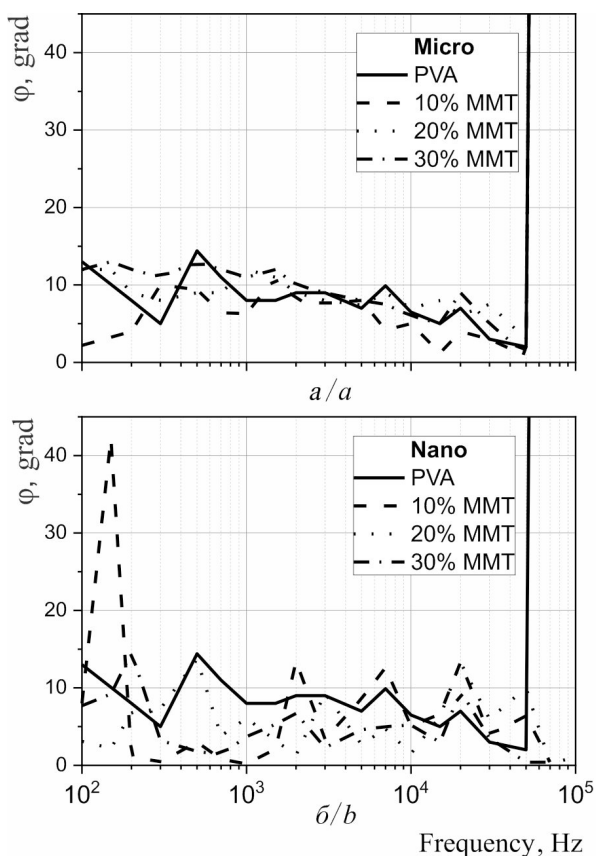 φ, grad
40
30
20
10
0
Micro
PVA
10% MMT
20% MMT
30% MMT
а/a
φ, grad
40
30
20
10
0
Nano
PVA
10% MMT
20% MMT
30% MMT
10²
10³
10⁴
10⁵
б/b
Frequency, Hz